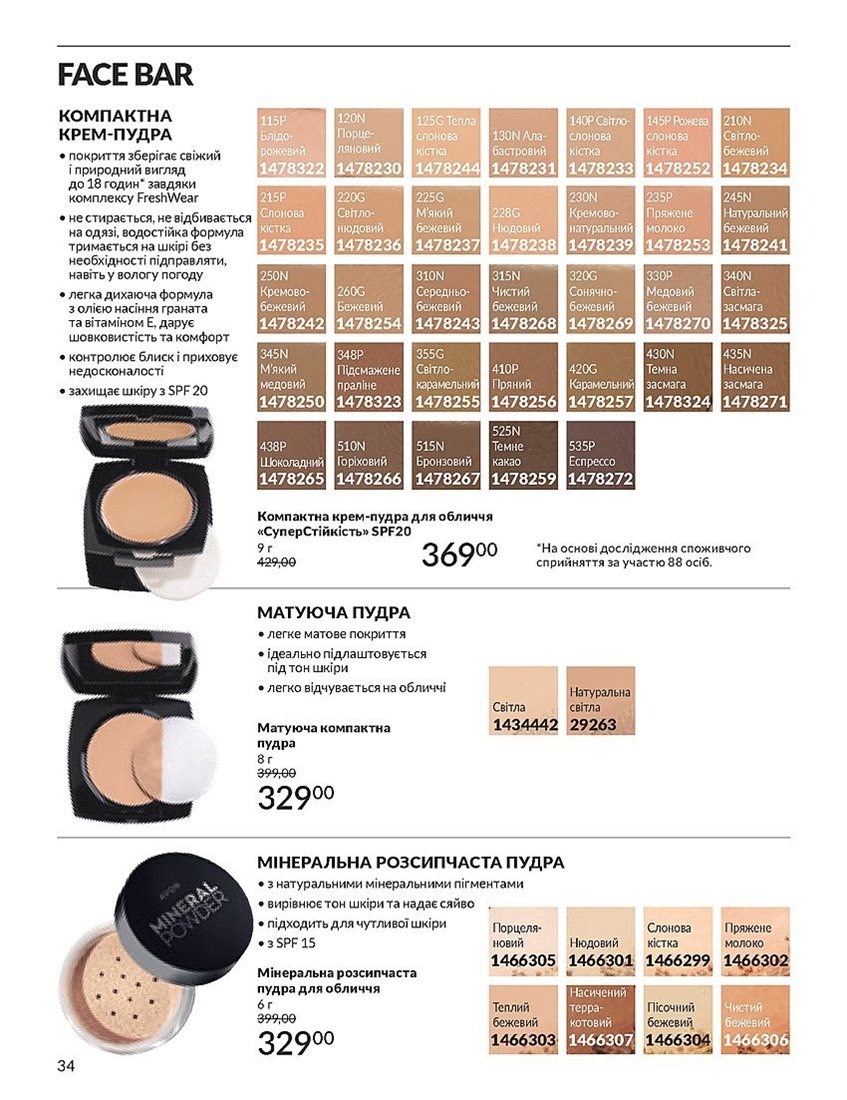 FACE BAR
КОМПАКТНА
КРЕМ-ПУДРА
• покриття зберігає свіжий
і природний вигляд
до 18 годин* завдяки
комплексу FreshWear
• не стирається, не відбивається
на одязі, водостійка формула
тримається на шкірі без
необхідності підправляти,
навіть у вологу погоду
• легка дихаюча формула
з олією насіння граната
та вітаміном Е, дарує
шовковистість та комфорт
• контролює блиск і приховує
недосконалості
• захищає шкіру з SPF 20
115P
Блідо-
рожевий
1478322
120N
Порце-
ляновий
1478230
125G Тепла
слонова
кістка
1478244
130N Ала-
бастровий
1478231
140P Світло-
слонова
кістка
1478233
145P Рожева
слонова
кістка
1478252
210N
Світло-
бежевий
1478234
215P
Слонова
кістка
1478235
220G
Світло-
нюдовий
1478236
225G
М'який
бежевий
1478237
228G
Нюдовий
1478238
230N
Кремово-
натуральний
1478239
235P
Пряжене
молоко
1478253
245N
Натуральний
бежевий
1478241
250N
Кремово-
бежевий
1478242
260G
Бежевий
1478254
310N
Середньо-
бежевий
1478243
315N
Чистий
бежевий
1478268
320G
Сонячно-
бежевий
1478269
330P
Медовий
бежевий
1478270
340N
Світла-
засмага
1478325
345N
М'який
медовий
1478250
348P
Підсмажене
праліне
1478323
355G
Світло-
карамельний
1478255
410P
Пряний
1478256
420G
Карамельний
1478257
430N
Темна
засмага
1478324
435N
Насичена
засмага
1478271
438P
Шоколадний
1478265
510N
Горіховий
1478266
515N
Бронзовий
1478267
525N
Темне
какао
1478259
535P
Еспрессо
1478272
Компактна крем-пудра для обличчя
«СуперСтійкість» SPF20
9 г
429,00
36900
*На основі дослідження споживчого
сприйняття за участю 88 осіб.
МАТУЮЧА ПУДРА
• легке матове покриття
• ідеально підлаштовується
під тон шкіри
• легко відчувається на обличчі
Матуюча компактна
пудра
8 г
399,00
32900
Світла
1434442
Натуральна
світла
29263
МІНЕРАЛЬНА РОЗСИПЧАСТА ПУДРА
• з натуральними мінеральними пігментами
• вирівнює тон шкіри та надає сяйво
• підходить для чутливої шкіри
• з SPF 15
Мінеральна розсипчаста
пудра для обличчя
6 г
399,00
32900
AVON
MINERAL
POWDER
Порцеля-
новий
1466305
Нюдовий
1466301
Слонова
кістка
1466299
Пряжене
молоко
1466302
Теплий
бежевий
1466303
Насичений
терра-
котовий
1466307
Пісочний
бежевий
1466304
Чистий
бежевий
1466306
34